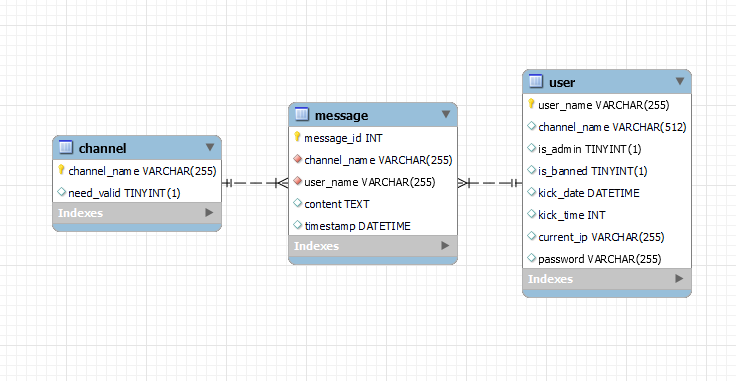 channel
channel_name VARCHAR(255)
need_valid TINYINT(1)
Indexes
message
message_id INT
channel_name VARCHAR(255)
user_name VARCHAR(255)
content TEXT
timestamp DATETIME
Indexes
user
user_name VARCHAR(255)
channel_name VARCHAR(512)
is_admin TINYINT(1)
is_banned TINYINT(1)
kick_date DATETIME
kick_time INT
current_ip VARCHAR(255)
password VARCHAR(255)
Indexes